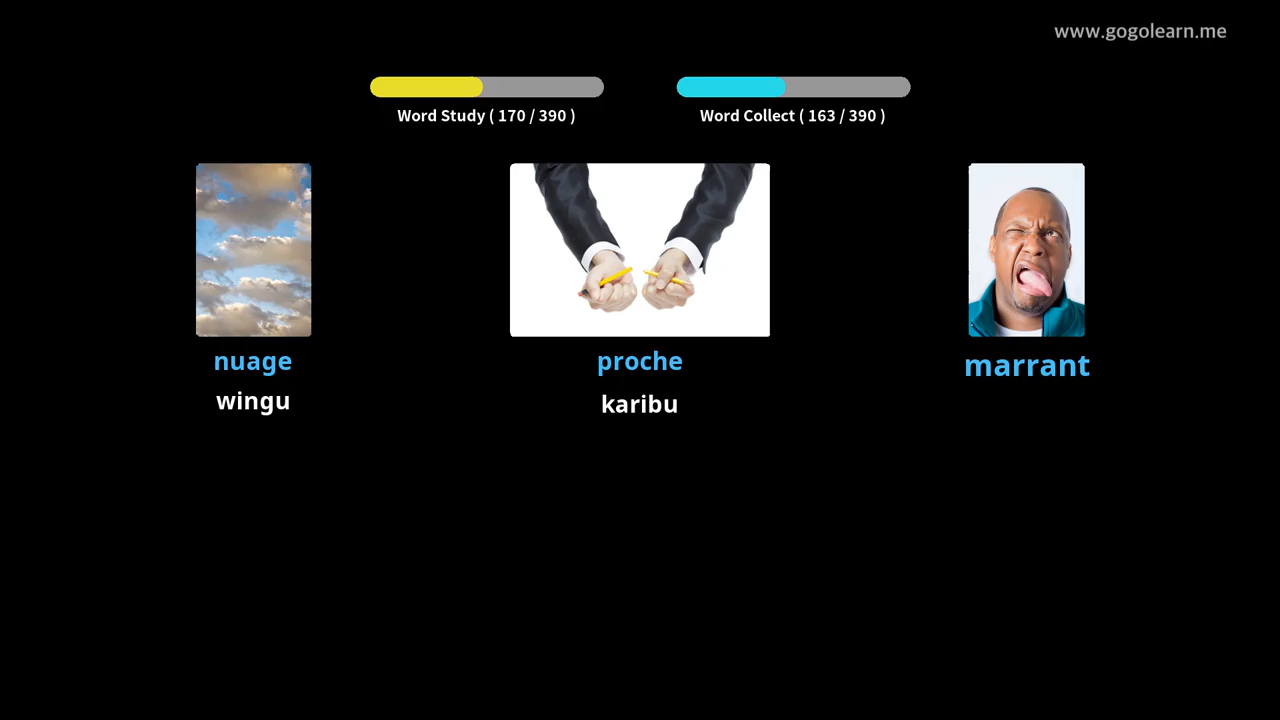 www.gogolearn.me
Word Study ( 170 / 390 )
Word Collect ( 163 / 390 )
nuage
wingu
proche
karibu
marrant